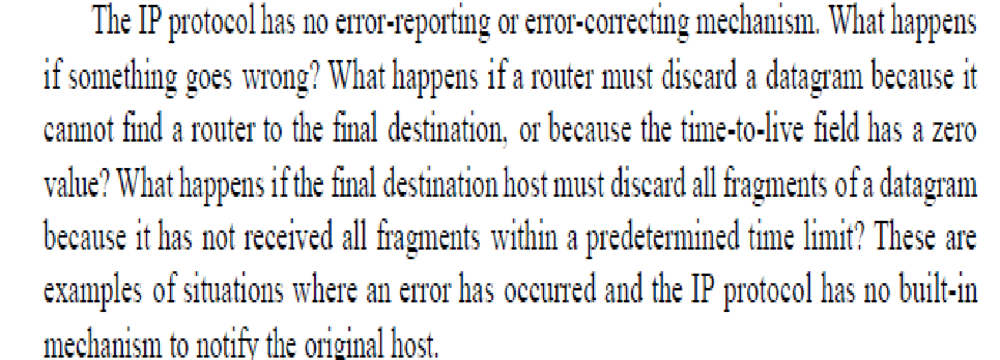 The IP protocol has no error-reporting or error-correcting mechanism. What happens
if something goes wrong? What happens if a router must discard a datagram because it
cannot find a router to the final destination, or because the time-to-live field has a zero
value? What happens if the final destination host must discard all fragments of a datagram
because it has not received all fragments within a predetermined time limit? These are
examples of situations where an error has occurred and the IP protocol has no built-in
mechanism to notify the original host.